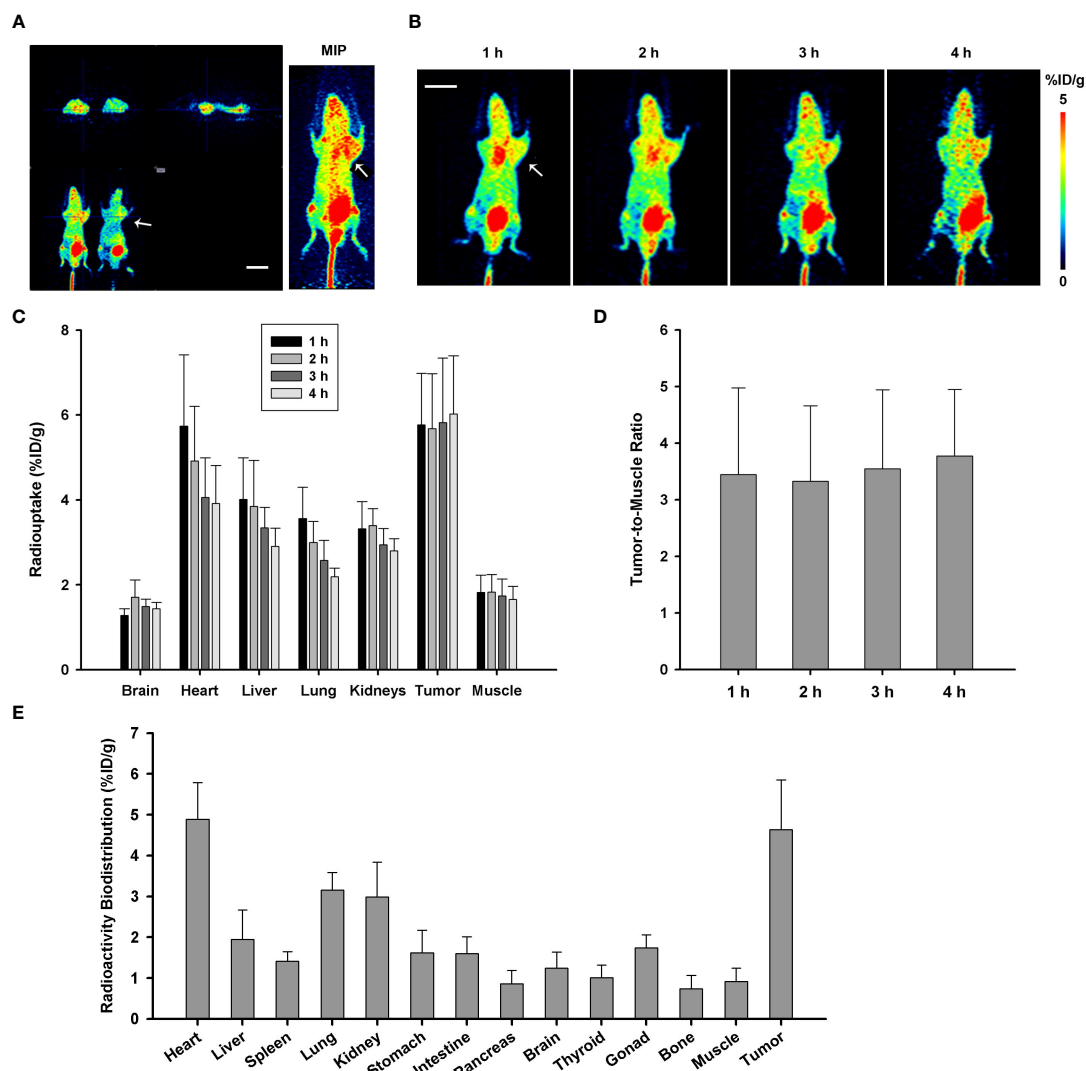 A
MIP
B
1 h
2 h
3 h
4 h
%ID/g
5
0
C
Radiouptake (%ID/g)
8
6
4
2
0
1 h
2 h
3 h
4 h
Brain
Heart
Liver
Lung
Kidneys
Tumor
Muscle
D
Tumor-to-Muscle Ratio
6
5
4
3
2
1
0
1 h
2 h
3 h
4 h
E
Radioactivity Biodistribution (%ID/g)
7
6
5
4
3
2
1
0
Heart
Liver
Spleen
Lung
Kidney
Stomach
Intestine
Pancreas
Brain
Thyroid
Gonad
Bone
Muscle
Tumor